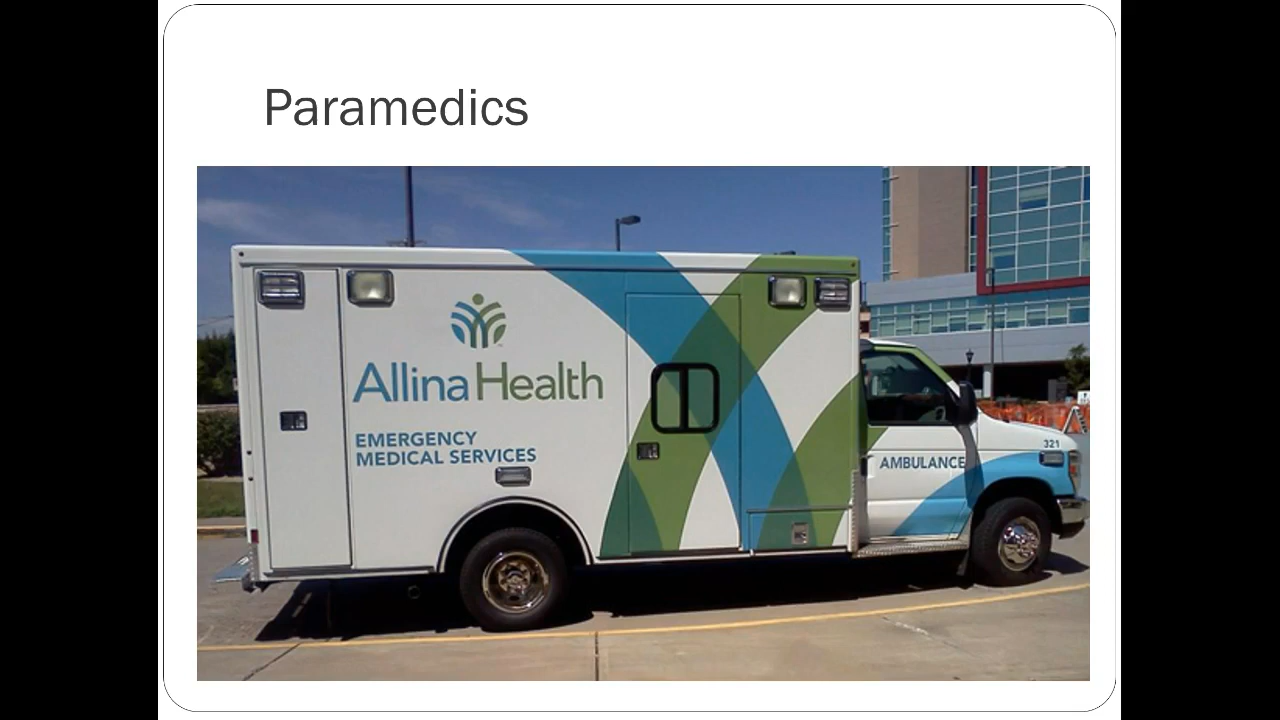 Paramedics
Allina Health
EMERGENCY
MEDICAL SERVICES
321
AMBULANCE